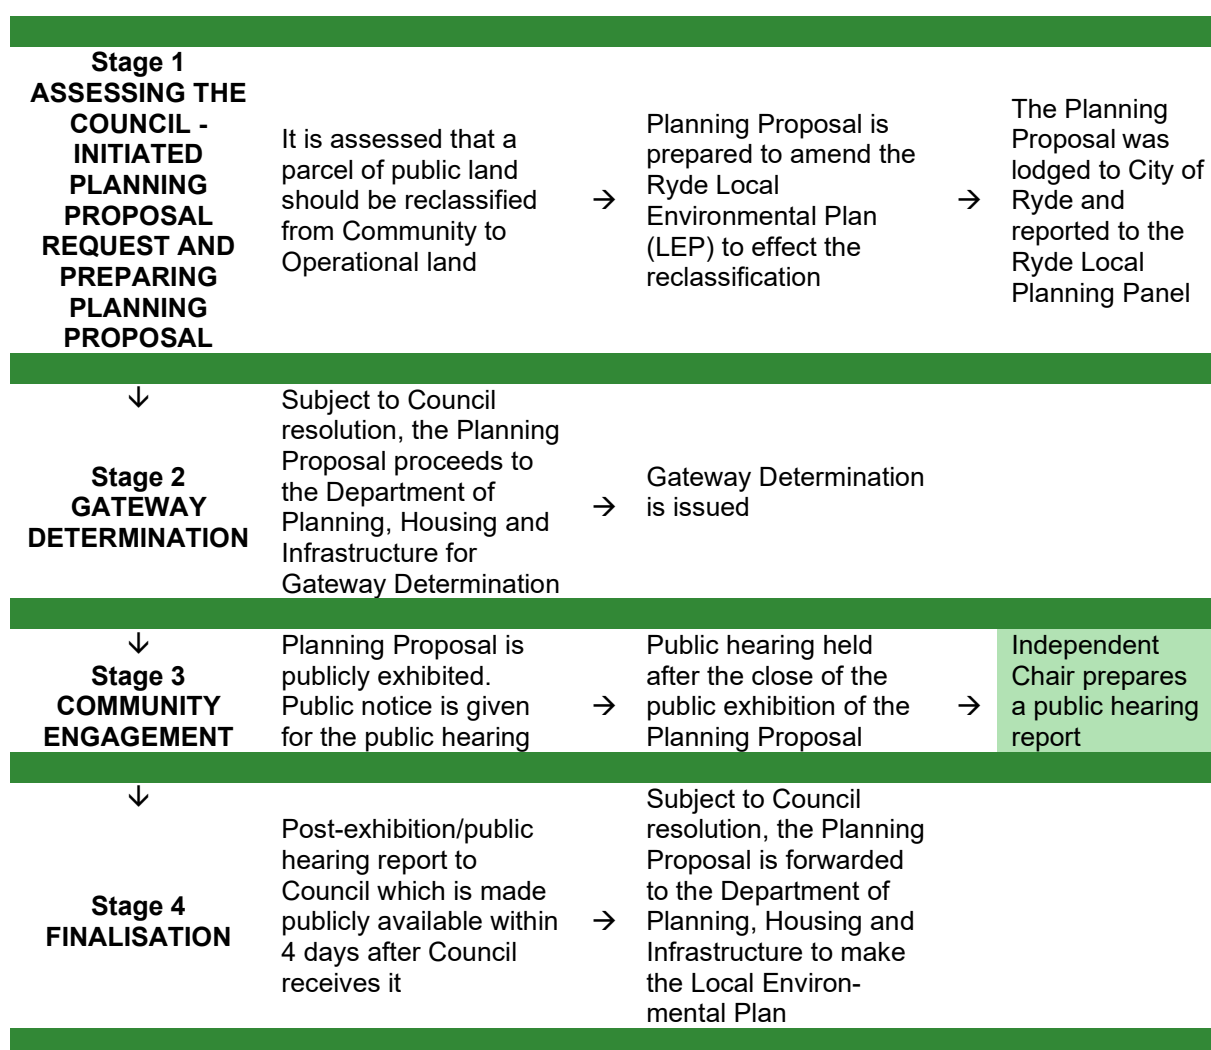 Stage 1
ASSESSING THE
COUNCIL -
INITIATED
PLANNING
PROPOSAL
REQUEST AND
PREPARING
PLANNING
PROPOSAL
It is assessed that a
parcel of public land
should be reclassified
from Community to
Operational land
→
Planning Proposal is
prepared to amend the
Ryde Local
Environmental Plan
(LEP) to effect the
reclassification
→
The Planning
Proposal was
lodged to City of
Ryde and
reported to the
Ryde Local
Planning Panel
↓
Stage 2
GATEWAY
DETERMINATION
Subject to Council
resolution, the Planning
Proposal proceeds to
the Department of
Planning, Housing and
Infrastructure for
Gateway Determination
→
Gateway Determination
is issued
↓
Stage 3
COMMUNITY
ENGAGEMENT
Planning Proposal is
publicly exhibited.
Public notice is given
for the public hearing
→
Public hearing held
after the close of the
public exhibition of the
Planning Proposal
→
Independent
Chair prepares
a public hearing
report
↓
Stage 4
FINALISATION
Post-exhibition/public
hearing report to
Council which is made
publicly available within
4 days after Council
receives it
→
Subject to Council
resolution, the Planning
Proposal is forwarded
to the Department of
Planning, Housing and
Infrastructure to make
the Local Environ-
mental Plan